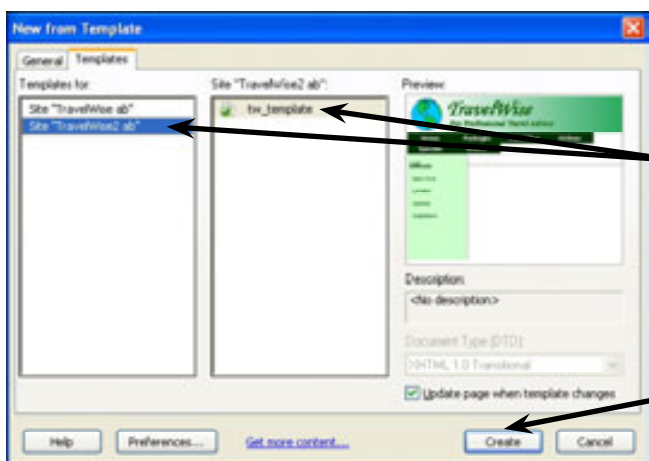 New from Template
General Templates
Templates for: Site "TravelWise2 ab": Preview:
Site "TravelWise ab"
Site "TravelWise2 ab"
tw_template
TravelWise
Description:
<No description>
Document Type (DTD):
XHTML 1.0 Transitional
Update page when template changes
Help Preferences... Get more content... Create Cancel